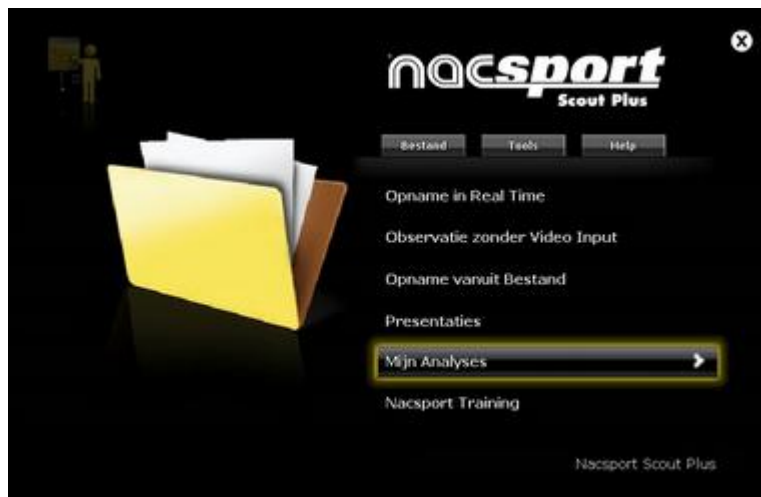 nacsport
Scout Plus
Bestand Tools Help
Opname in Real Time
Observatie zonder Video Input
Opname vanuit Bestand
Presentaties
Mijn Analyses
Nacsport Training
Nacsport Scout Plus